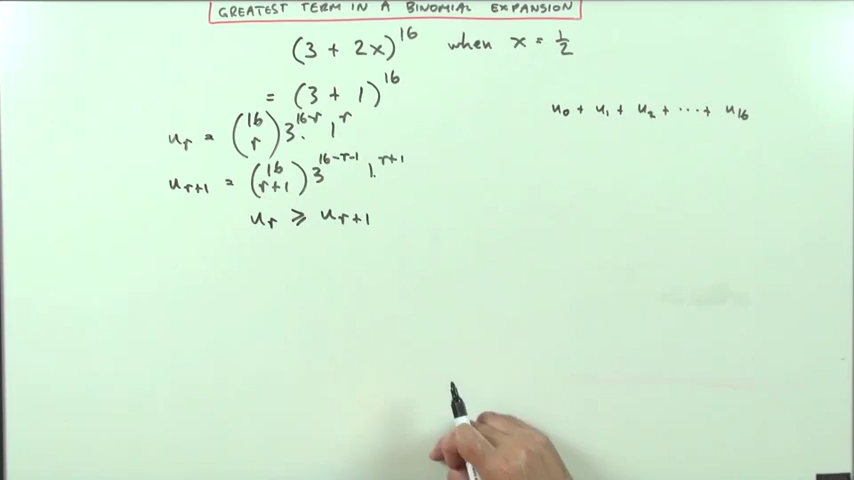 GREATEST TERM IN A BINOMIAL EXPANSION
(3 + 2x)^16 when x = 1/2
= (3 + 1)^16
u_0 + u_1 + u_2 + ... + u_16
u_r = (16 r) 3^16-r . 1^r
u_r+1 = (16 r+1) 3^16-r-1 . 1^r+1
u_r ≥ u_r+1